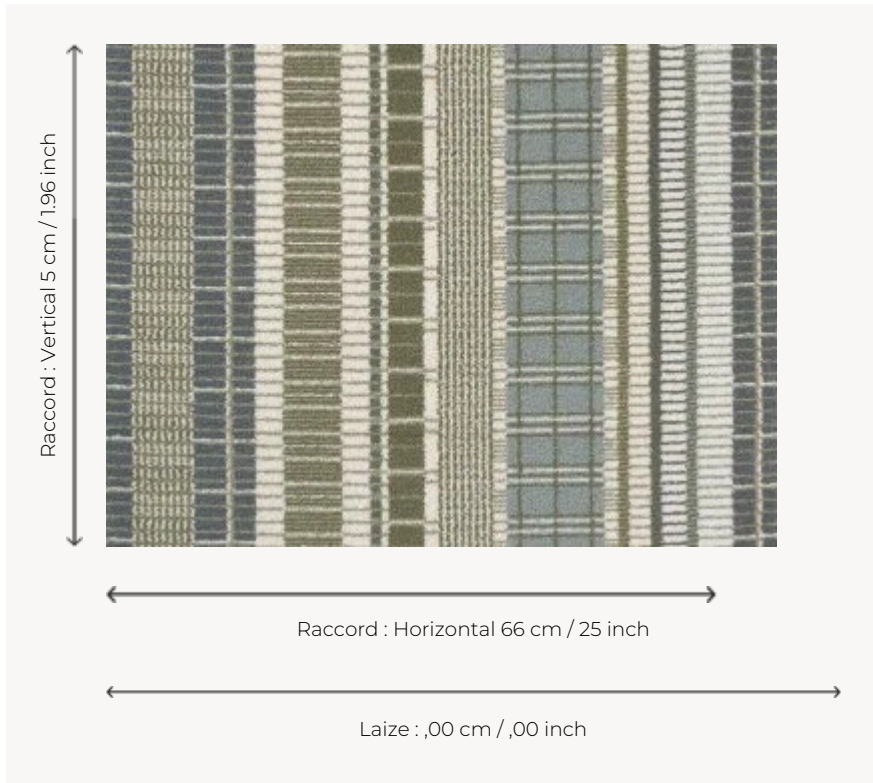 Raccord : Vertical 5 cm / 1.96 inch
Raccord : Horizontal 66 cm / 25 inch
Laize : ,00 cm / ,00 inch